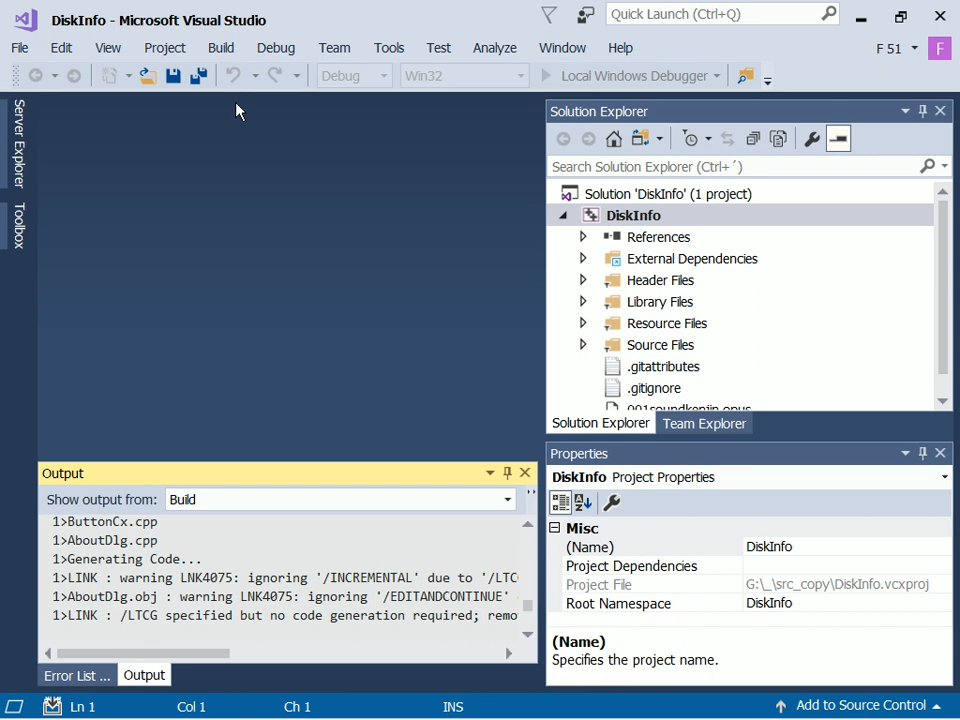 DiskInfo - Microsoft Visual Studio
Quick Launch (Ctrl+Q)
File Edit View Project Build Debug Team Tools Test Analyze Window Help
F 51
F
Debug
Win32
Local Windows Debugger
Server Explorer
Toolbox
Solution Explorer
Search Solution Explorer (Ctrl+´)
Solution 'DiskInfo' (1 project)
DiskInfo
References
External Dependencies
Header Files
Library Files
Resource Files
Source Files
.gitattributes
.gitignore
001soundkenjin.opus
Solution Explorer
Team Explorer
Output
Show output from: Build
1>ButtonCx.cpp
1>AboutDlg.cpp
1>Generating Code...
1>LINK : warning LNK4075: ignoring '/INCREMENTAL' due to '/LTC
1>AboutDlg.obj : warning LNK4075: ignoring '/EDITANDCONTINUE'
1>LINK : /LTCG specified but no code generation required; remo
Error List ...
Output
Properties
DiskInfo Project Properties
Misc
(Name) DiskInfo
Project Dependencies
Project File G:\_\src_copy\DiskInfo.vcxproj
Root Namespace DiskInfo
(Name)
Specifies the project name.
Ln 1 Col 1 Ch 1 INS
Add to Source Control